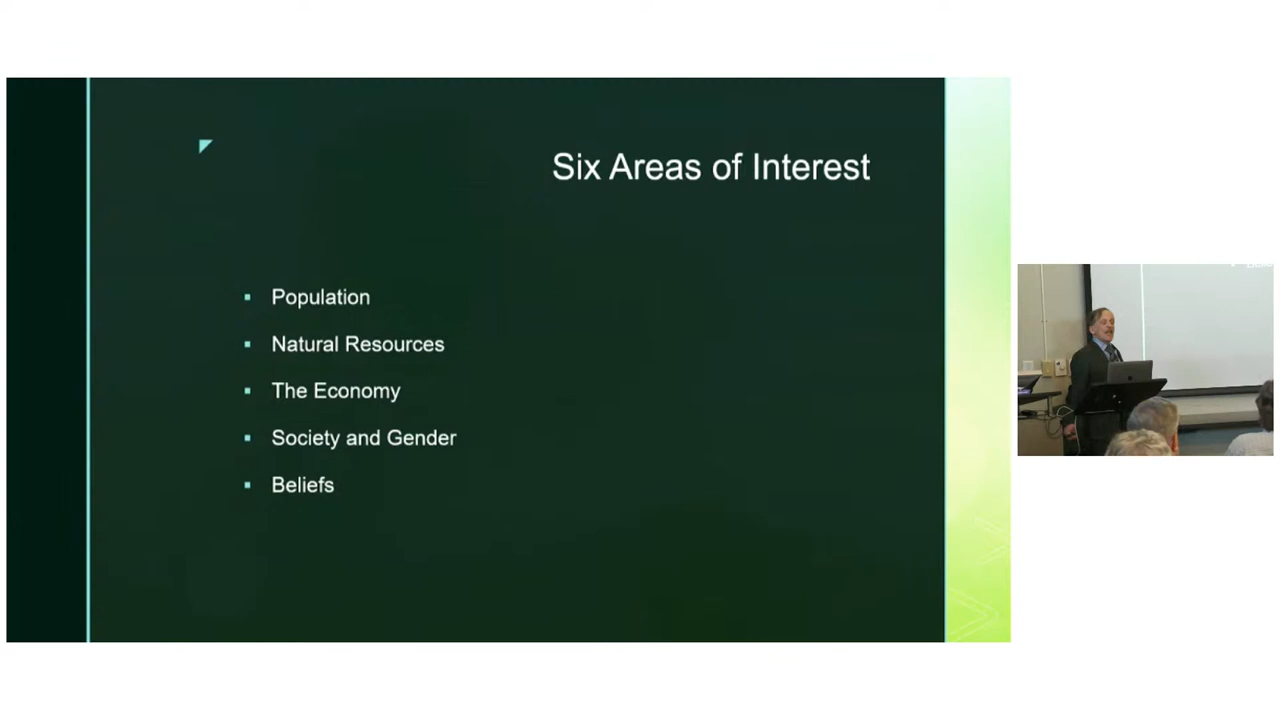 Six Areas of Interest
Population
Natural Resources
The Economy
Society and Gender
Beliefs